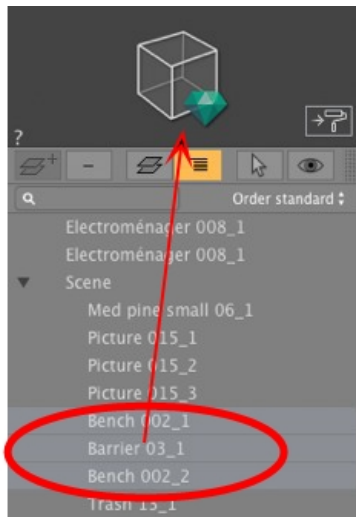 ?
Order standard
Electroménager 008_1
Electroménager 008_1
Scene
Med pine small 06_1
Picture 015_1
Picture 015_2
Picture 015_3
Bench 002_1
Barrier 03_1
Bench 002_2
Trash 13_1